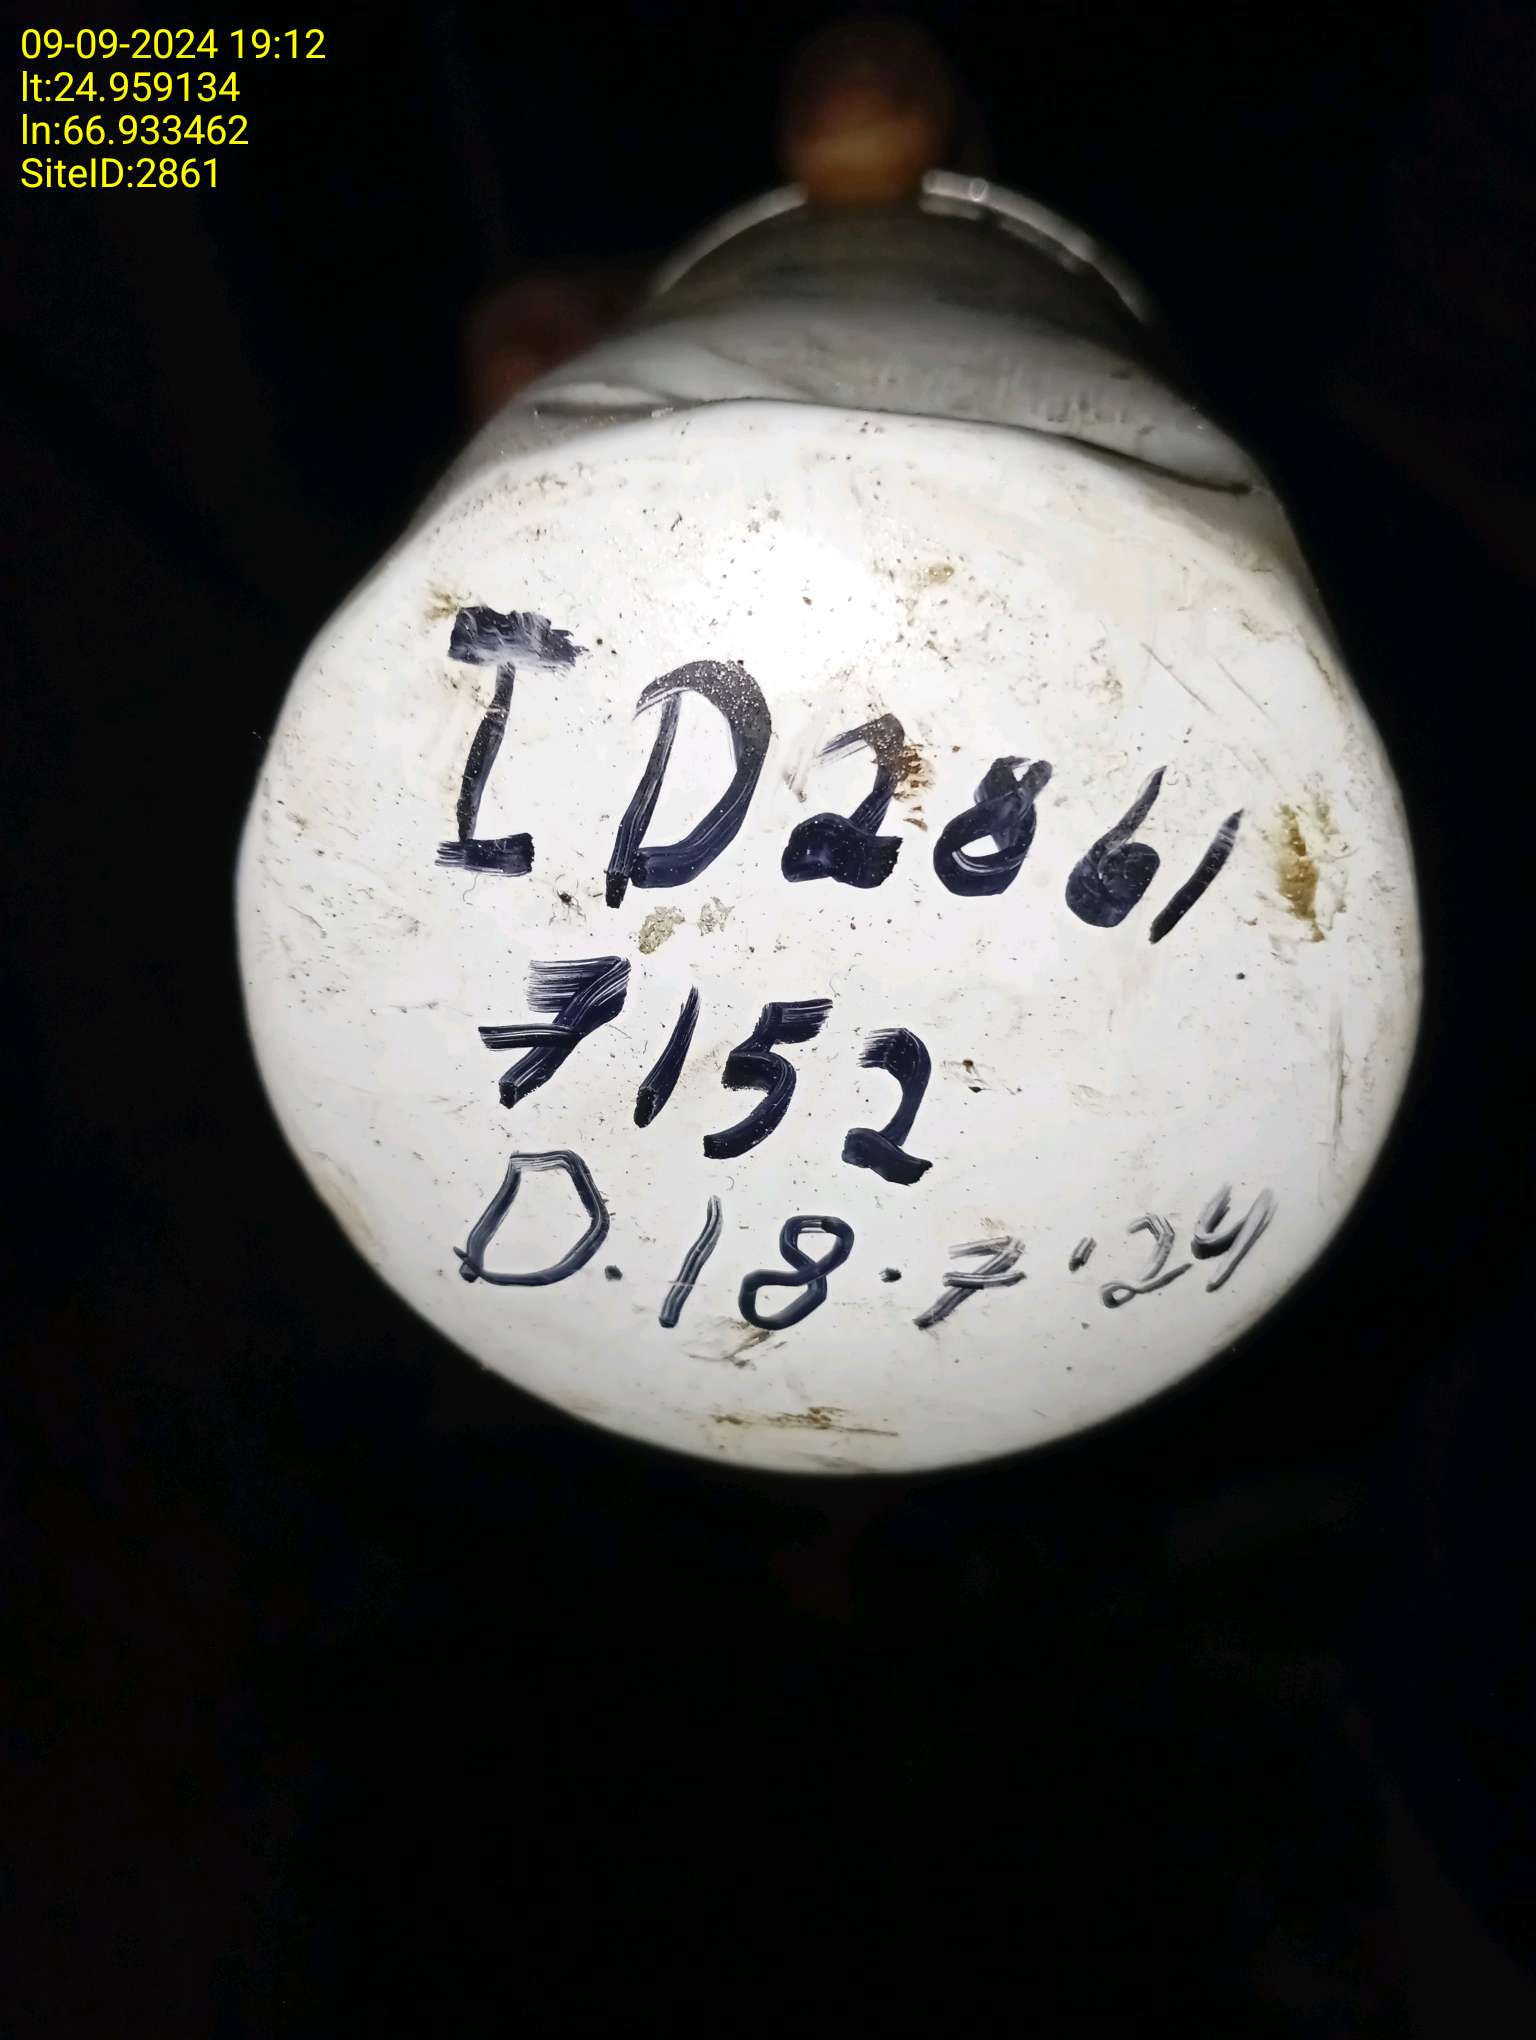 09-09-2024 19:12
lt:24.959134
ln:66.933462
SiteID:2861
ID2861
7152
D.18.7.24